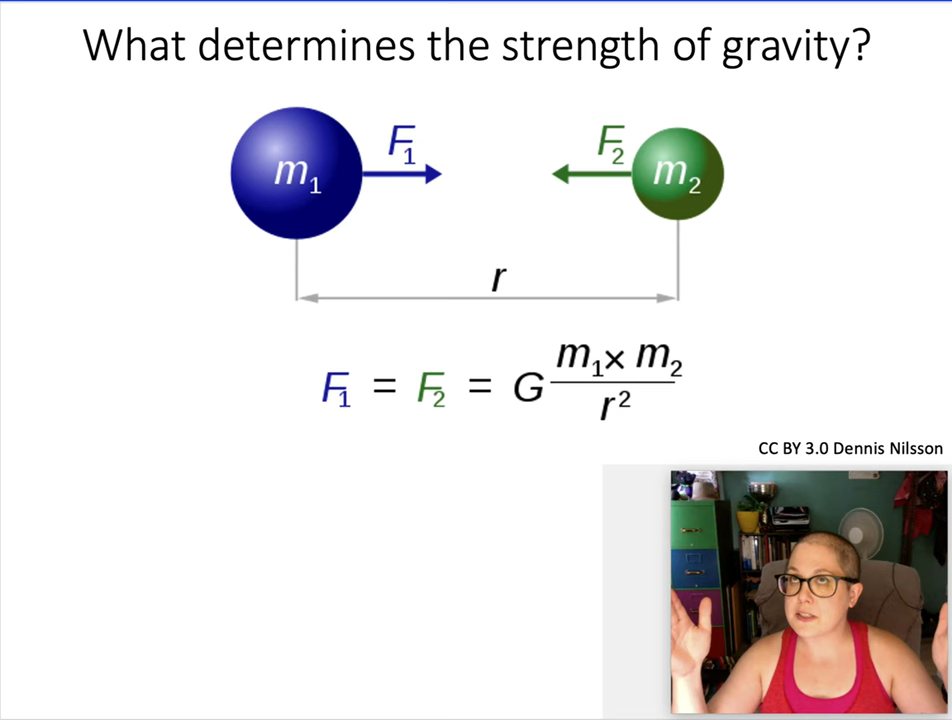 What determines the strength of gravity?
F₁ F₂
m₁ m₂
r
F₁ = F₂ = G m₁× m₂ / r²
CC BY 3.0 Dennis Nilsson